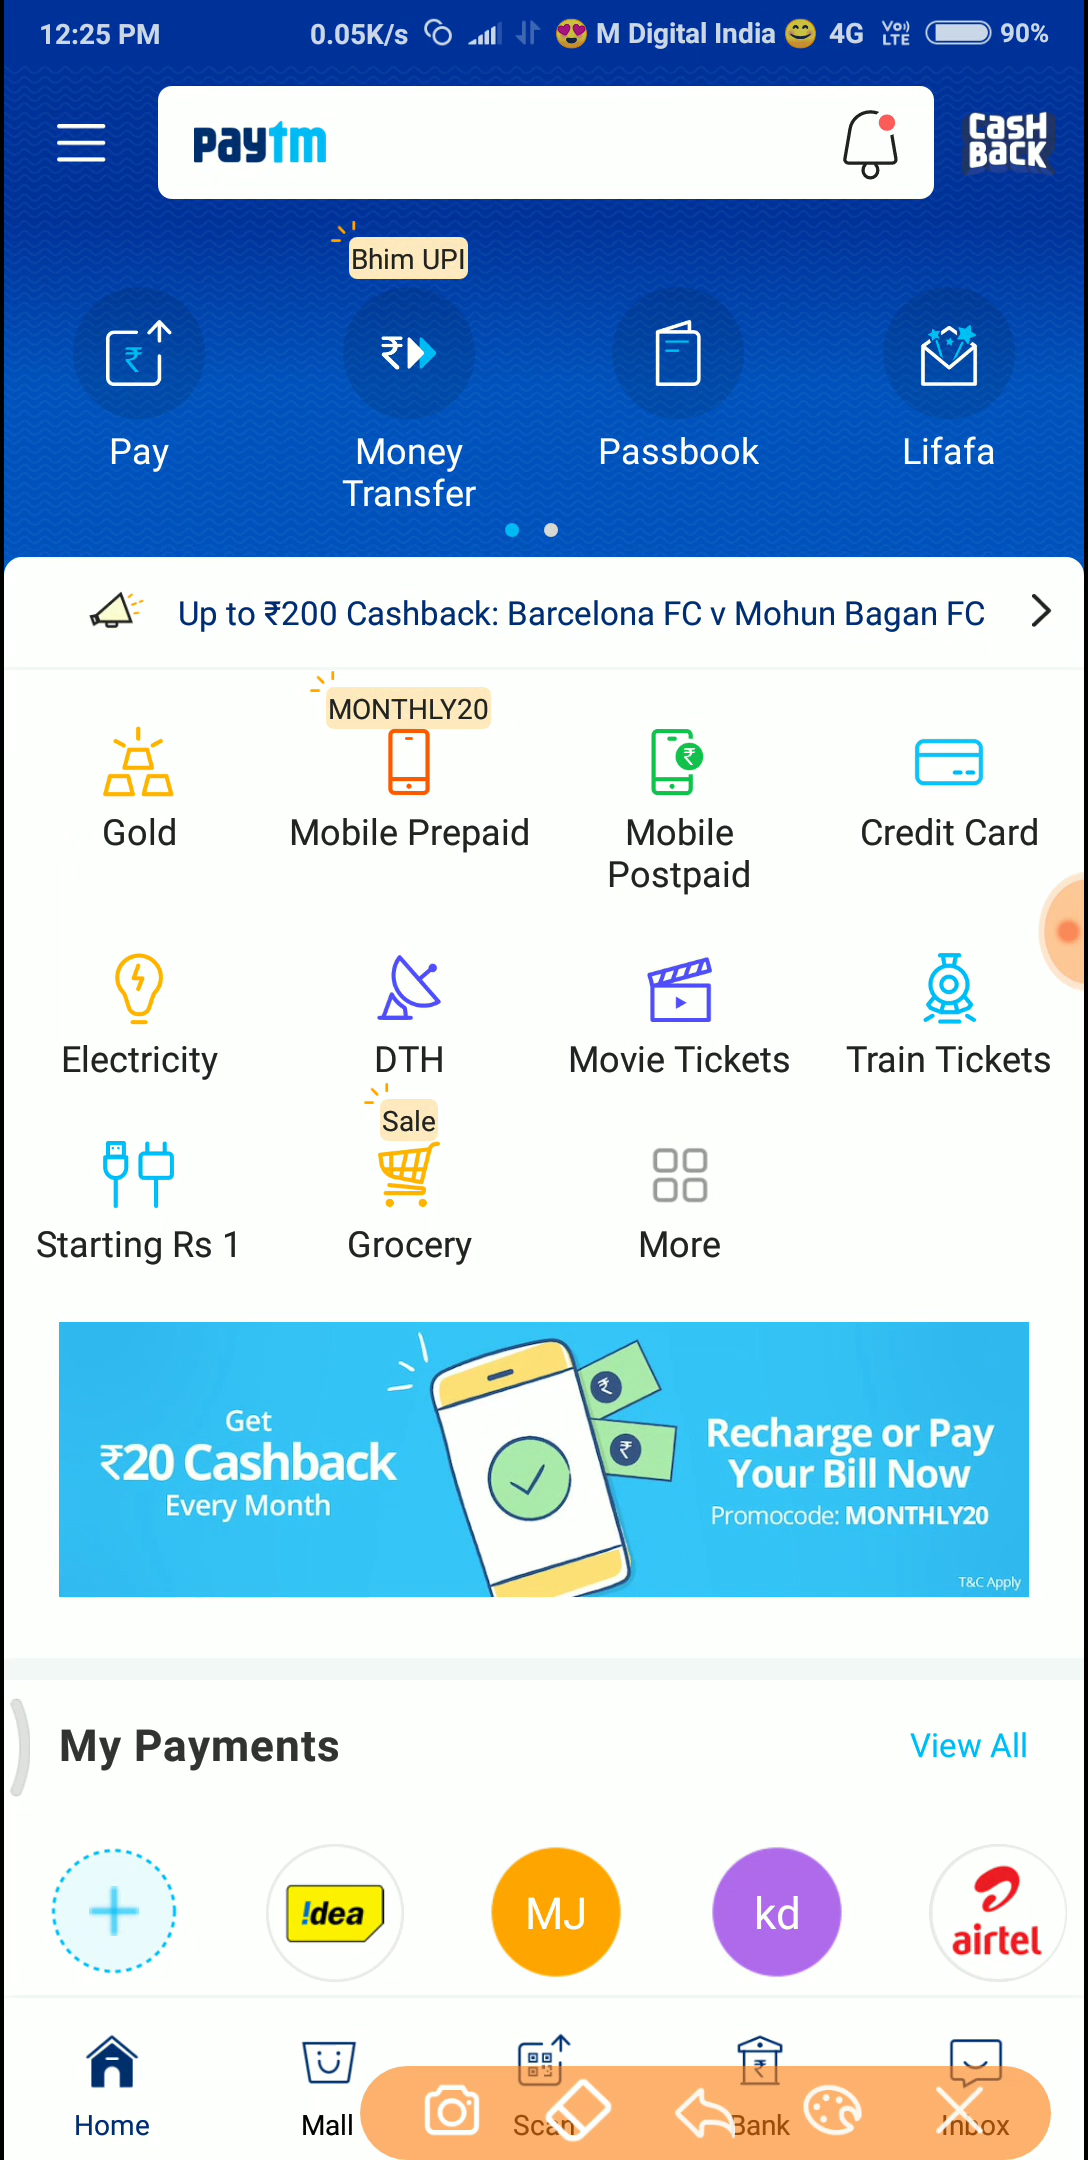 12:25 PM 0.05K/s 😍 M Digital India 😊 4G VoLTE 90%
paytm
CASH
BACK
Bhim UPI
₹
₹
Pay Money Passbook Lifafa
Transfer
Up to ₹200 Cashback: Barcelona FC v Mohun Bagan FC
MONTHLY20
₹
Gold Mobile Prepaid Mobile Credit Card
Postpaid
Electricity DTH Movie Tickets Train Tickets
Sale
Starting Rs 1 Grocery More
Get
₹20 Cashback
Every Month
₹
₹
Recharge or Pay
Your Bill Now
Promocode: MONTHLY20
T&C Apply
My Payments View All
!dea MJ kd airtel
₹
Home Mall Scan Bank Inbox